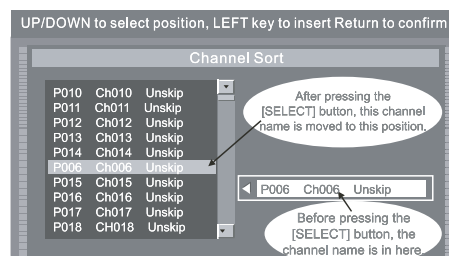 UP/DOWN to select position, LEFT key to insert Return to confirm
Channel Sort
P010 Ch010 Unskip
P011 Ch011 Unskip
P012 Ch012 Unskip
P013 Ch013 Unskip
P014 Ch014 Unskip
P006 Ch006 Unskip
P015 Ch015 Unskip
P016 Ch016 Unskip
P017 Ch017 Unskip
P018 CH018 Unskip
After pressing the
[SELECT] button, this channel
name is moved to this position.
P006 Ch006 Unskip
Before pressing the
[SELECT] button, the
channel name is in here